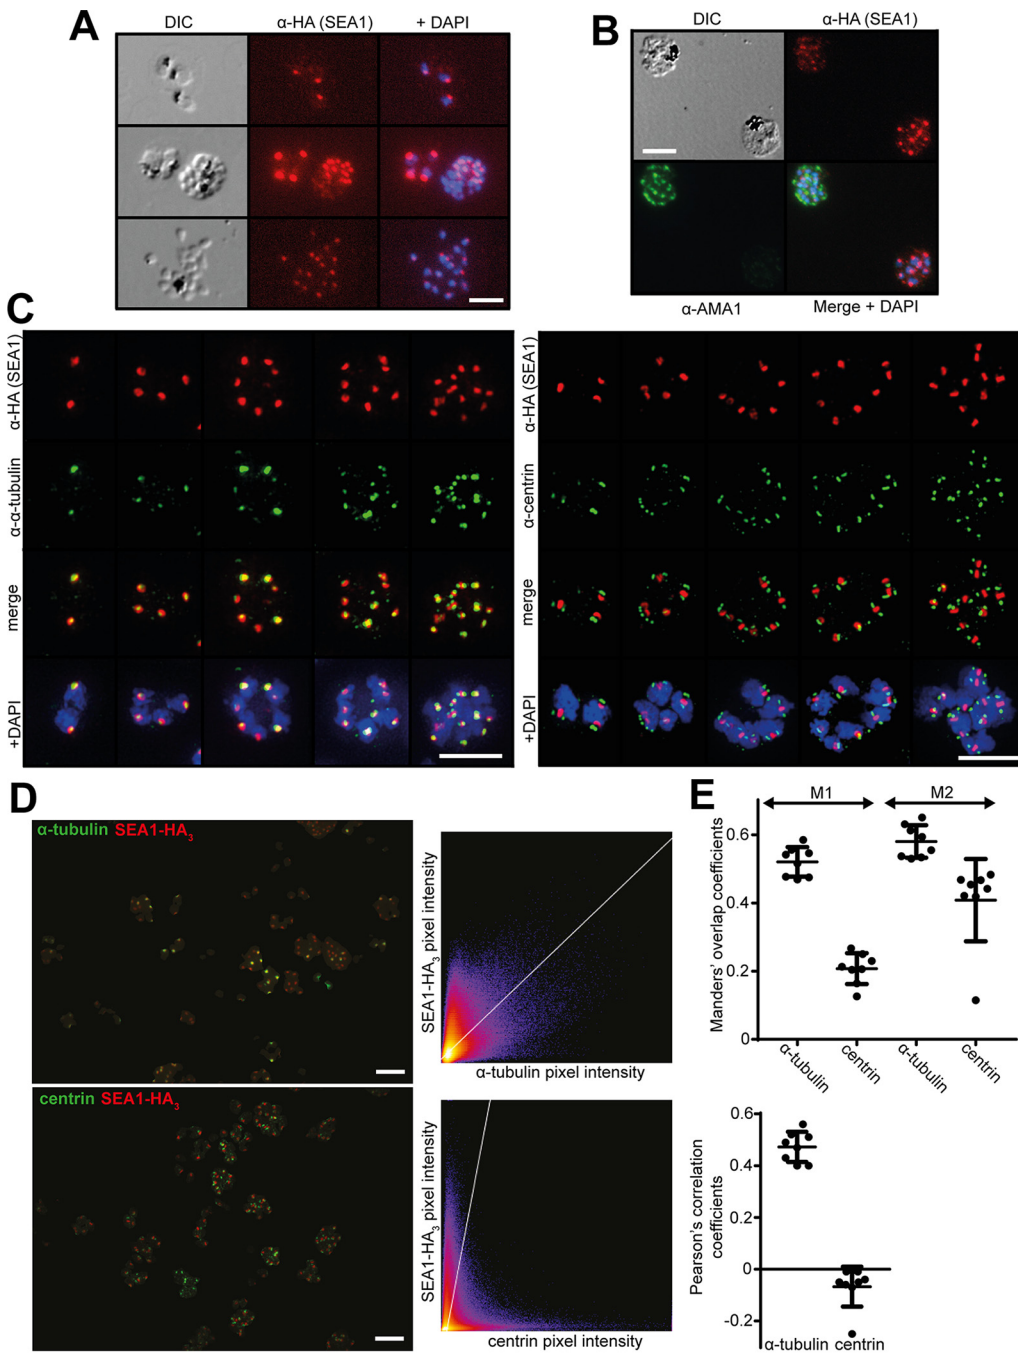 A
DIC
α-HA (SEA1)
+ DAPI
B
DIC
α-HA (SEA1)
α-AMA1
Merge + DAPI
C
α-HA (SEA1)
α-α-tubulin
merge
+DAPI
α-HA (SEA1)
α-centrin
merge
+DAPI
D
α-tubulin SEA1-HA3
SEA1-HA3 pixel intensity
α-tubulin pixel intensity
centrin SEA1-HA3
SEA1-HA3 pixel intensity
centrin pixel intensity
E
M1
M2
Manders' overlap coefficients
0.6
0.4
0.2
0
α-tubulin
centrin
α-tubulin
centrin
Pearson's correlation
coefficients
0.6
0.4
0.2
0
-0.2
α-tubulin centrin